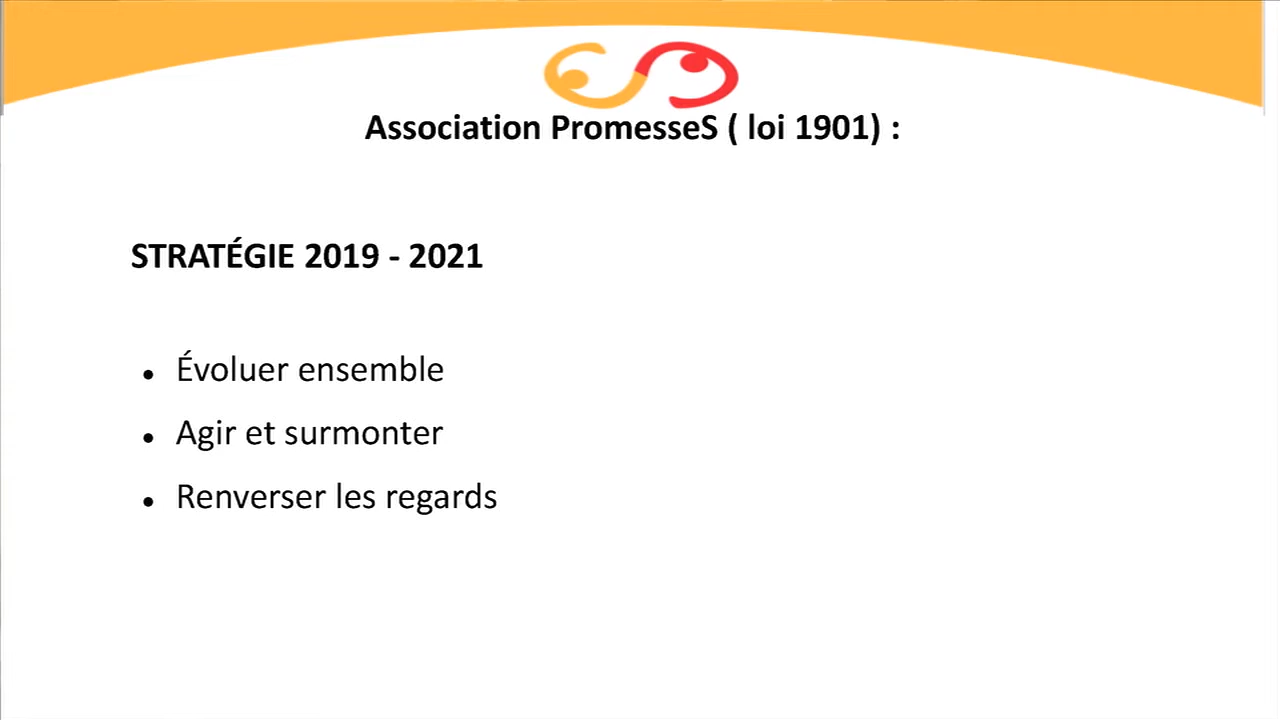 Association PromesseS ( loi 1901) :
STRATÉGIE 2019 - 2021
• Évoluer ensemble
• Agir et surmonter
• Renverser les regards